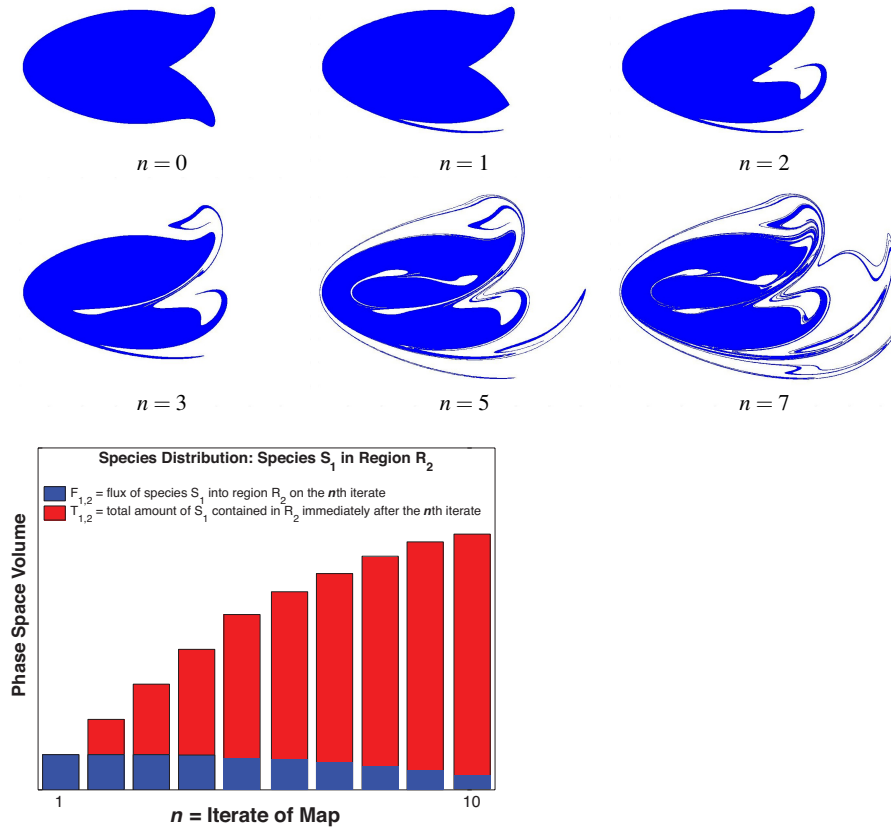 n = 0
n = 1
n = 2
n = 3
n = 5
n = 7
Species Distribution: Species S1 in Region R2
F1,2 = flux of species S1 into region R2 on the nth iterate
T1,2 = total amount of S1 contained in R2 immediately after the nth iterate
Phase Space Volume
1
10
n = Iterate of Map